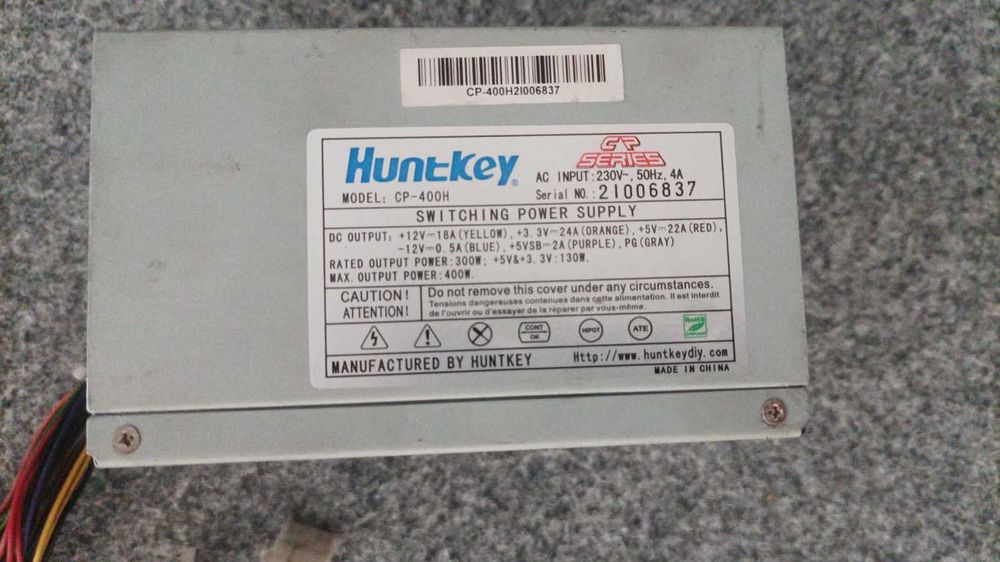 CP-400H2I006837
Huntkey®
CP SERIES
MODEL: CP-400H
AC INPUT:230V~, 50Hz, 4A
Serial NO.: 2I006837
SWITCHING POWER SUPPLY
DC OUTPUT: +12V⎓18A(YELLOW), +3.3V⎓24A(ORANGE), +5V⎓22A(RED),
-12V⎓0.5A(BLUE), +5VSB⎓2A(PURPLE), PG(GRAY)
RATED OUTPUT POWER:300W; +5V&+3.3V:130W.
MAX. OUTPUT POWER:400W.
CAUTION!
ATTENTION!
Do not remove this cover under any circumstances.
Tensions dangereuses contenues dans cette alimentation. Il est interdit
de l'ouvrir ou d'essayer de la réparer par vous-même.
CONT
OK
HIPOT
ATE
RoHS
MANUFACTURED BY HUNTKEY
Http://www.huntkeydiy.com
MADE IN CHINA